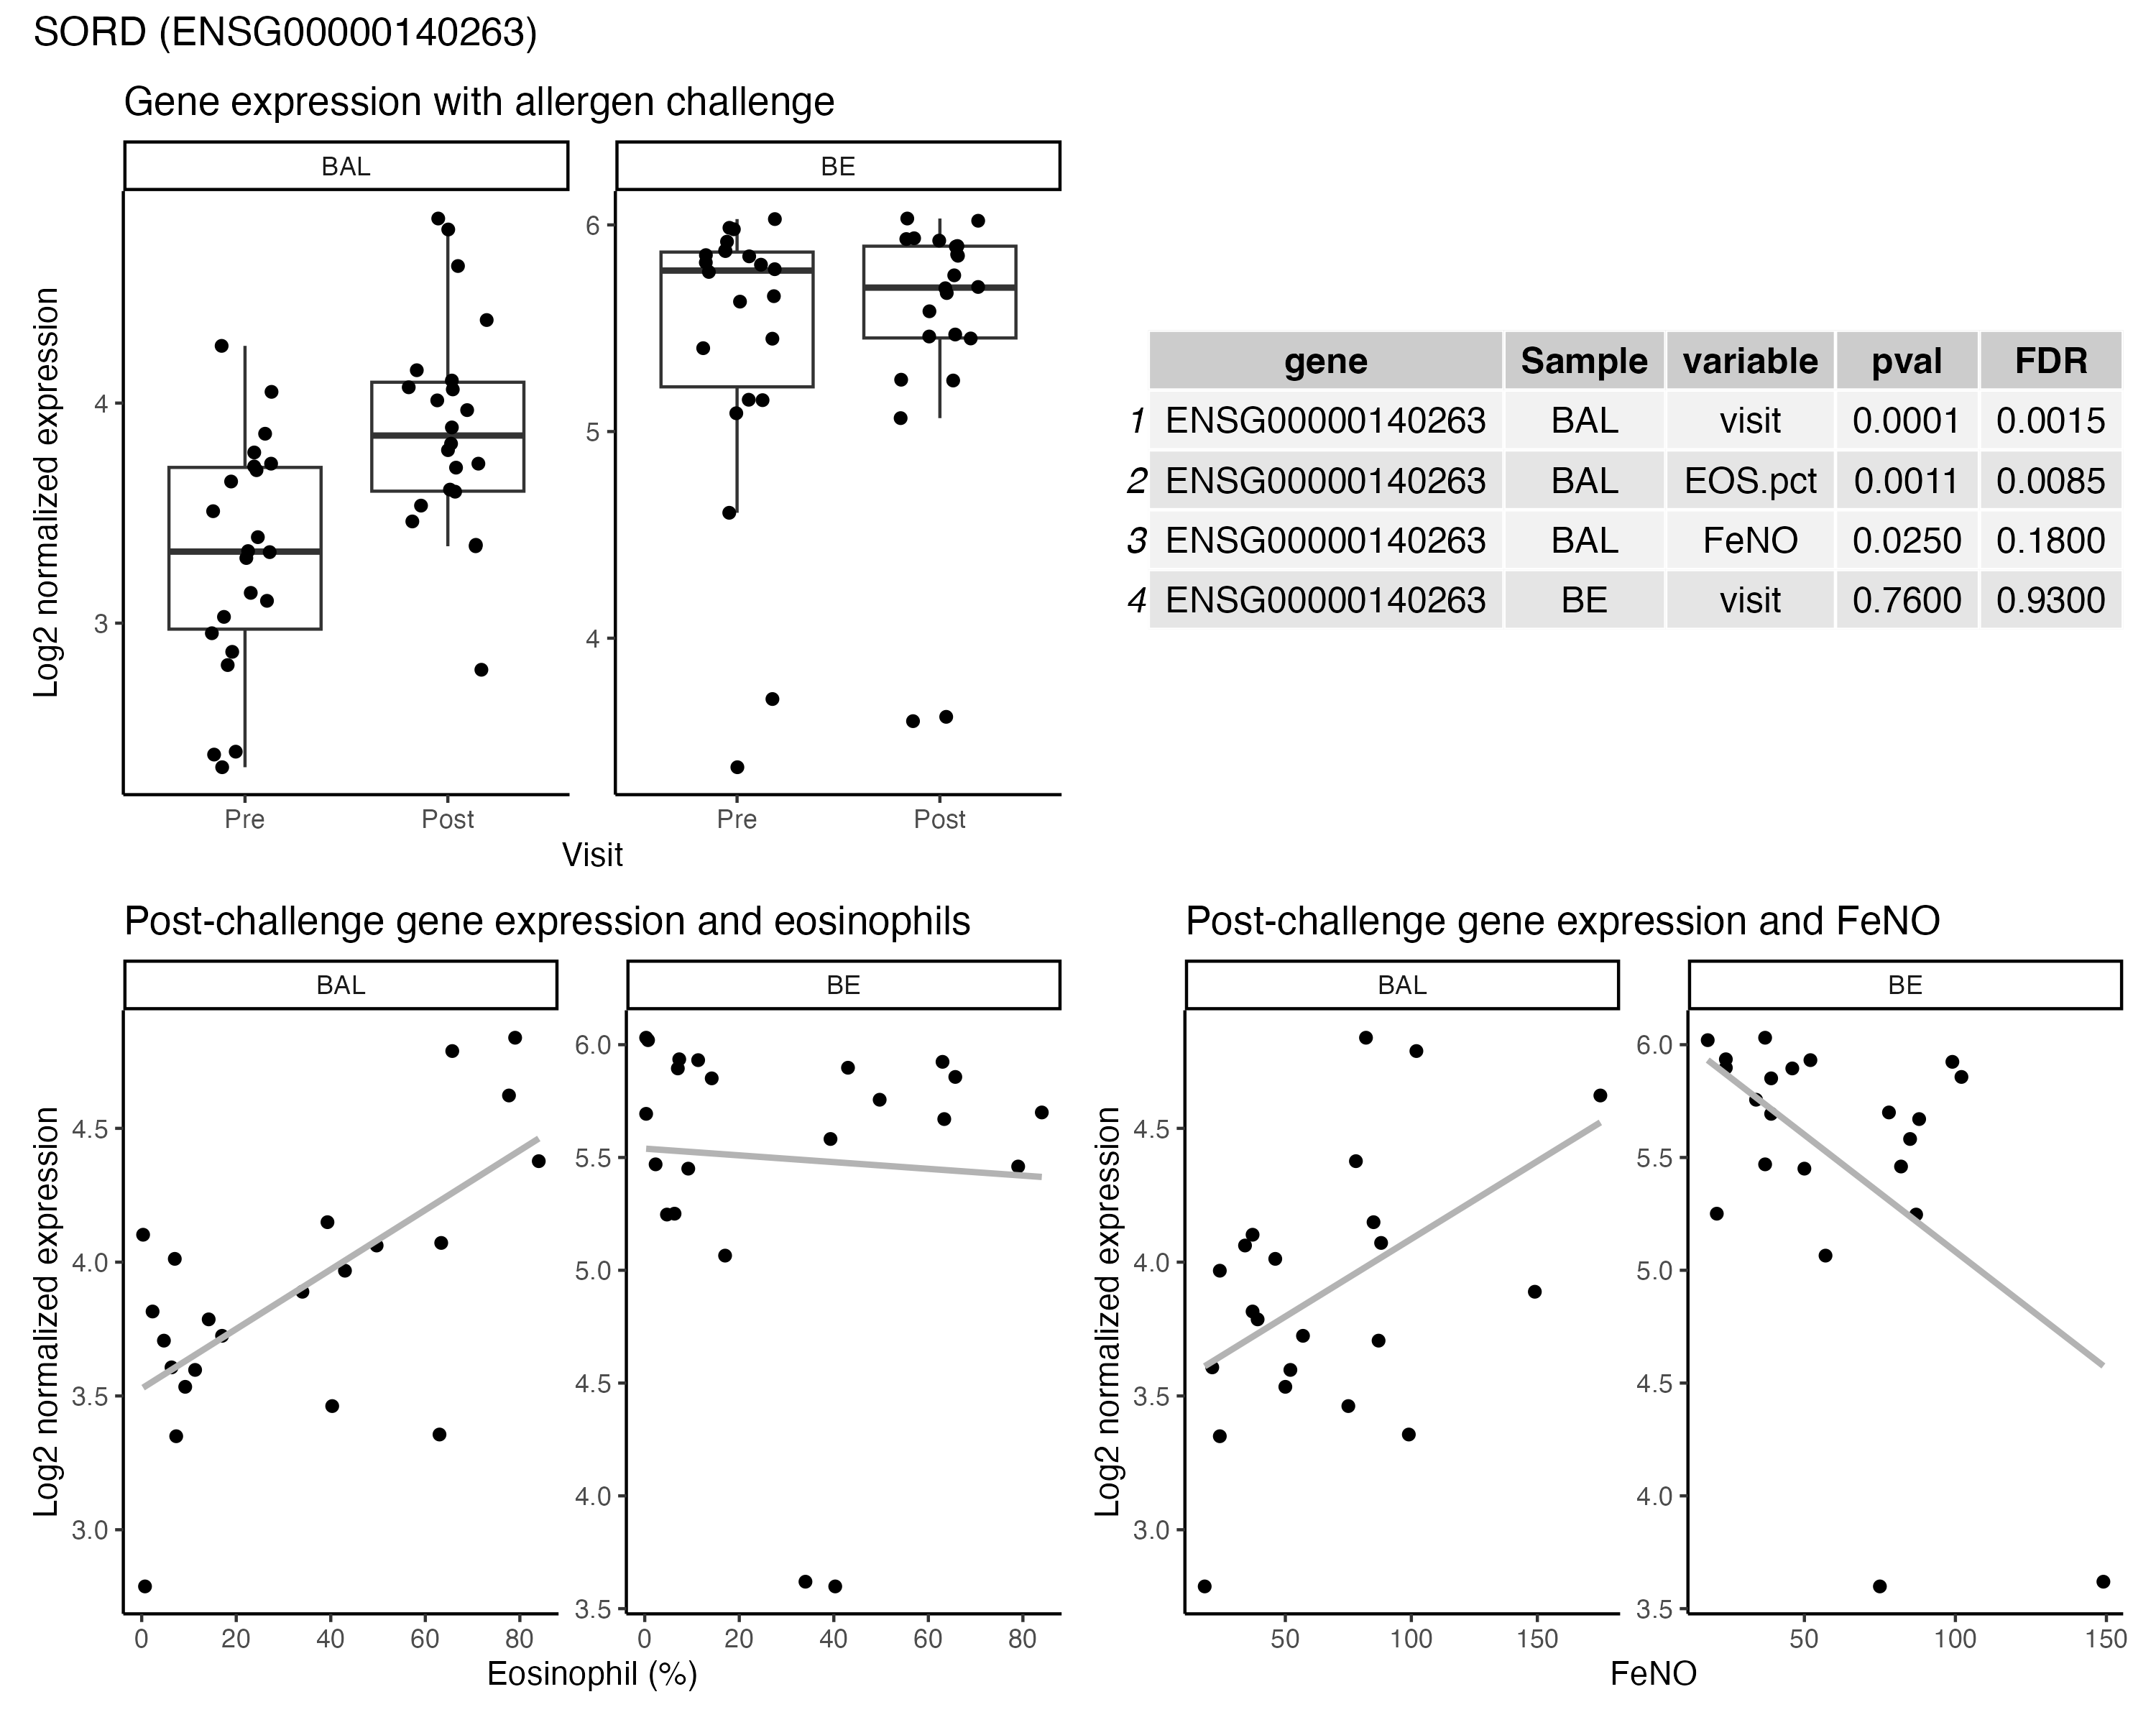 SORD (ENSG00000140263)
Gene expression with allergen challenge
BAL
BE
Log2 normalized expression
4
3
6
5
4
Pre
Post
Pre
Post
Visit
gene Sample variable pval FDR
1 ENSG00000140263 BAL visit 0.0001 0.0015
2 ENSG00000140263 BAL EOS.pct 0.0011 0.0085
3 ENSG00000140263 BAL FeNO 0.0250 0.1800
4 ENSG00000140263 BE visit 0.7600 0.9300
Post-challenge gene expression and eosinophils
BAL
BE
Log2 normalized expression
4.5
4.0
3.5
3.0
6.0
5.5
5.0
4.5
4.0
3.5
0 20 40 60 80
0 20 40 60 80
Eosinophil (%)
Post-challenge gene expression and FeNO
BAL
BE
Log2 normalized expression
4.5
4.0
3.5
3.0
6.0
5.5
5.0
4.5
4.0
3.5
50 100 150
50 100 150
FeNO